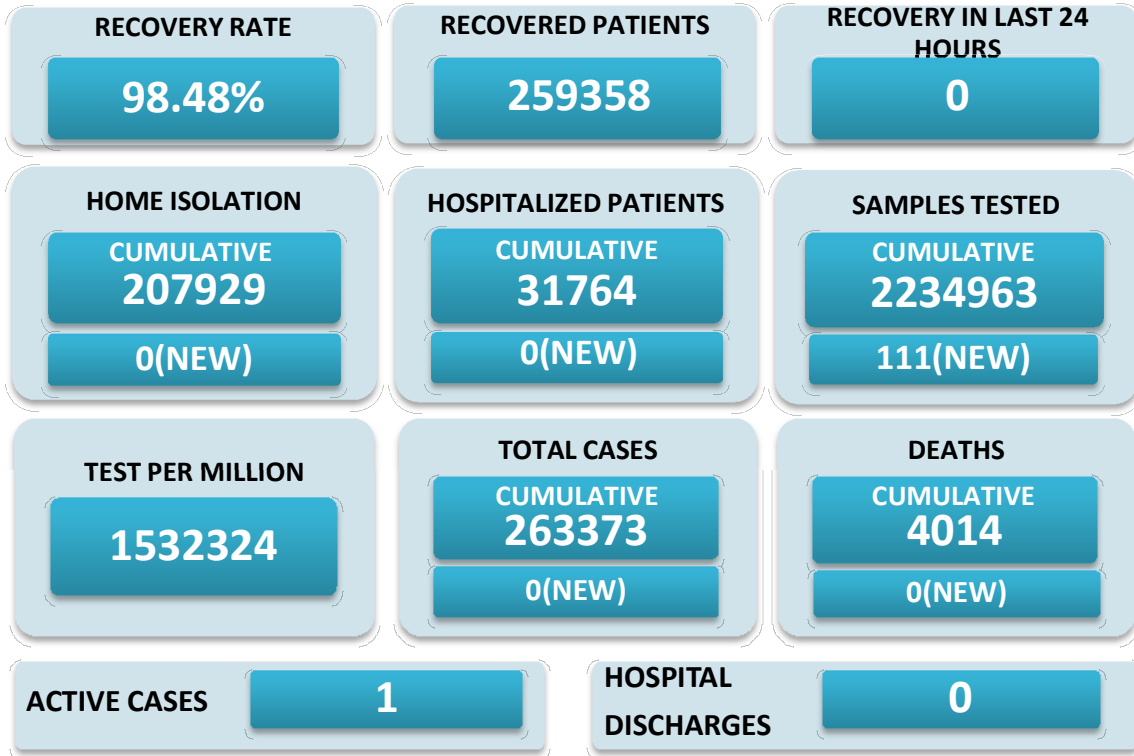 RECOVERY RATE
98.48%
RECOVERED PATIENTS
259358
RECOVERY IN LAST 24
HOURS
0
HOME ISOLATION
CUMULATIVE
207929
0(NEW)
HOSPITALIZED PATIENTS
CUMULATIVE
31764
0(NEW)
SAMPLES TESTED
CUMULATIVE
2234963
111(NEW)
TEST PER MILLION
1532324
TOTAL CASES
CUMULATIVE
263373
0(NEW)
DEATHS
CUMULATIVE
4014
0(NEW)
ACTIVE CASES
1
HOSPITAL
DISCHARGES
0